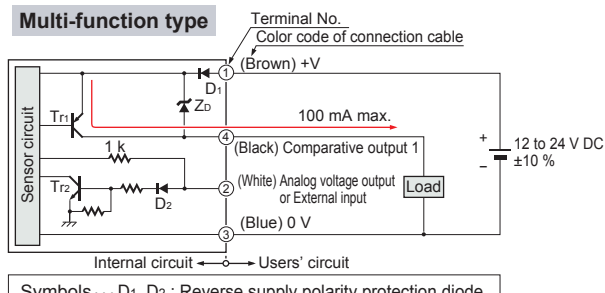 Multi-function type
Terminal No.
Color code of connection cable
(Brown) +V
1
D1
ZD
Tr1
100 mA max.
4
(Black) Comparative output 1
+
12 to 24 V DC
−
±10 %
Sensor circuit
1 k
2
(White) Analog voltage output
or External input
Load
Tr2
D2
(Blue) 0 V
3
Internal circuit
Users' circuit
Symbols ... D1, D2 : Reverse supply polarity protection diode